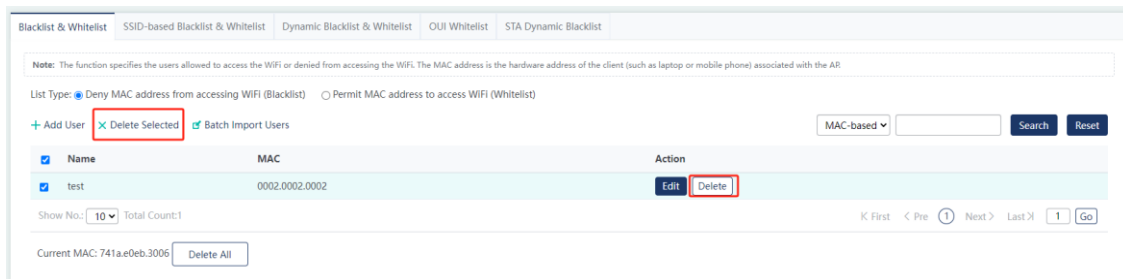 Blacklist & Whitelist SSID-based Blacklist & Whitelist Dynamic Blacklist & Whitelist OUI Whitelist STA Dynamic Blacklist
Note: The function specifies the users allowed to access the WiFi or denied from accessing the WiFi. The MAC address is the hardware address of the client (such as laptop or mobile phone) associated with the AP.
List Type: Deny MAC address from accessing WiFi (Blacklist) Permit MAC address to access WiFi (Whitelist)
+ Add User X Delete Selected Batch Import Users MAC-based Search Reset
Name MAC Action
test 0002.0002.0002 Edit Delete
Show No.: 10 Total Count:1 First Pre 1 Next Last 1 Go
Current MAC: 741a.e0eb.3006 Delete All